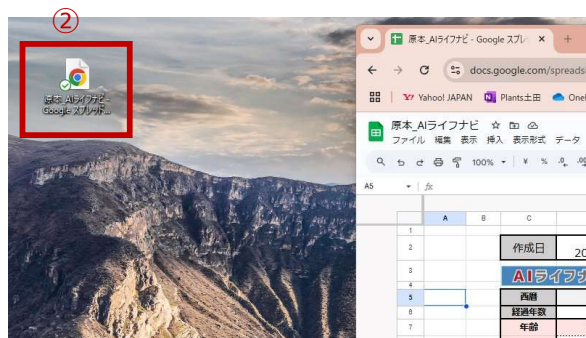 ②
原本_AIライフナビ -
Google スプレッド...
原本_AIライフナビ - Google スプレ
docs.google.com/spreads
Yahoo! JAPAN
Plants土田
One
原本_AIライフナビ
ファイル 編集 表示 挿入 表示形式 データ
100% ¥ % .0
A5 fx
A B C
1
2 作成日 20
3 AIライフナ
4
5 西暦
6 経過年数
7 年齢